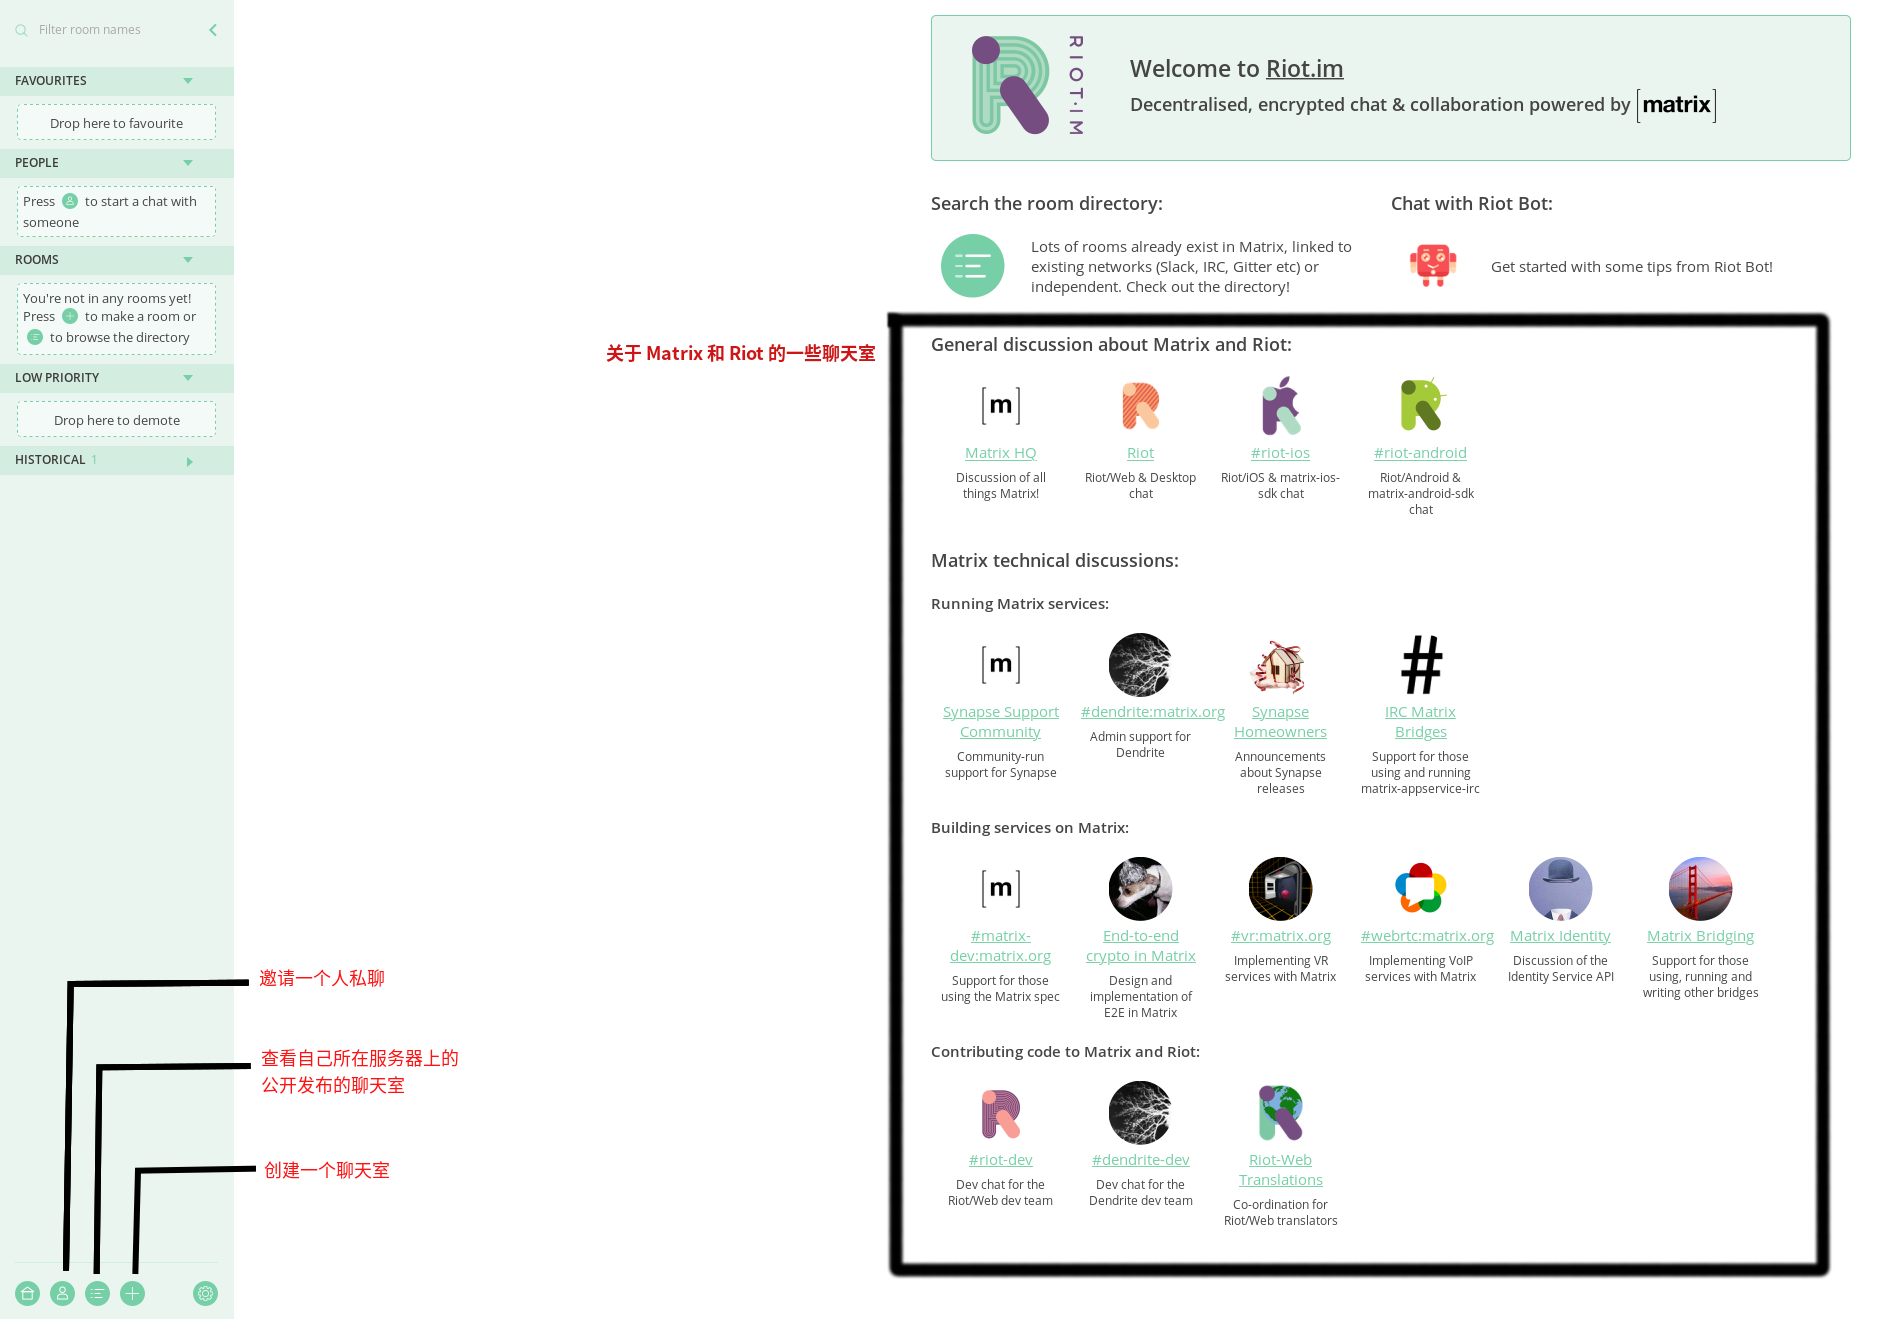 Filter room names
FAVOURITES
Drop here to favourite
PEOPLE
Press to start a chat with
someone
ROOMS
You're not in any rooms yet!
Press to make a room or
to browse the directory
LOW PRIORITY
Drop here to demote
HISTORICAL 1
RIOT·IM
Welcome to Riot.im
Decentralised, encrypted chat & collaboration powered by [matrix]
Search the room directory:
Lots of rooms already exist in Matrix, linked to
existing networks (Slack, IRC, Gitter etc) or
independent. Check out the directory!
Chat with Riot Bot:
Get started with some tips from Riot Bot!
关于 Matrix 和 Riot 的一些聊天室
General discussion about Matrix and Riot:
[m]
Matrix HQ
Discussion of all
things Matrix!
Riot
Riot/Web & Desktop
chat
#riot-ios
Riot/iOS & matrix-ios-
sdk chat
#riot-android
Riot/Android &
matrix-android-sdk
chat
Matrix technical discussions:
Running Matrix services:
[m]
Synapse Support
Community
Community-run
support for Synapse
#dendrite:matrix.org
Admin support for
Dendrite
Synapse
Homeowners
Announcements
about Synapse
releases
#
IRC Matrix
Bridges
Support for those
using and running
matrix-appservice-irc
Building services on Matrix:
[m]
#matrix-
dev:matrix.org
Support for those
using the Matrix spec
End-to-end
crypto in Matrix
Design and
implementation of
E2E in Matrix
#vr:matrix.org
Implementing VR
services with Matrix
#webrtc:matrix.org
Implementing VoIP
services with Matrix
Matrix Identity
Discussion of the
Identity Service API
Matrix Bridging
Support for those
using, running and
writing other bridges
Contributing code to Matrix and Riot:
#riot-dev
Dev chat for the
Riot/Web dev team
#dendrite-dev
Dev chat for the
Dendrite dev team
Riot-Web
Translations
Co-ordination for
Riot/Web translators
邀请一个人私聊
查看自己所在服务器上的
公开发布的聊天室
创建一个聊天室